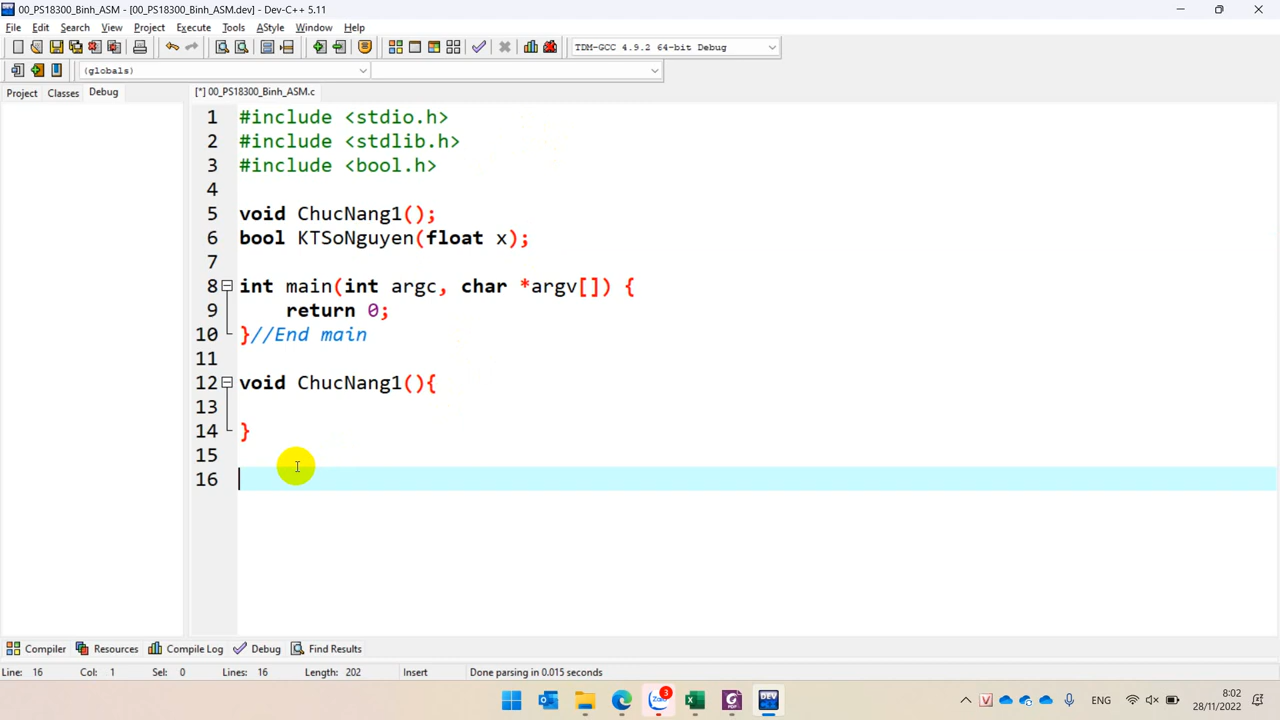 00_PS18300_Binh_ASM - [00_PS18300_Binh_ASM.dev] - Dev-C++ 5.11
File Edit Search View Project Execute Tools AStyle Window Help
TDM-GCC 4.9.2 64-bit Debug
(globals)
Project Classes Debug [*] 00_PS18300_Binh_ASM.c
1 #include <stdio.h>
2 #include <stdlib.h>
3 #include <bool.h>
4
5 void ChucNang1();
6 bool KTSoNguyen(float x);
7
8 int main(int argc, char *argv[]) {
9 return 0;
10 }//End main
11
12 void ChucNang1(){
13
14 }
15
16
Compiler Resources Compile Log Debug Find Results
Line: 16 Col: 1 Sel: 0 Lines: 16 Length: 202 Insert Done parsing in 0.015 seconds
Zalo 3 PDF DEV V ENG 8:02
28/11/2022